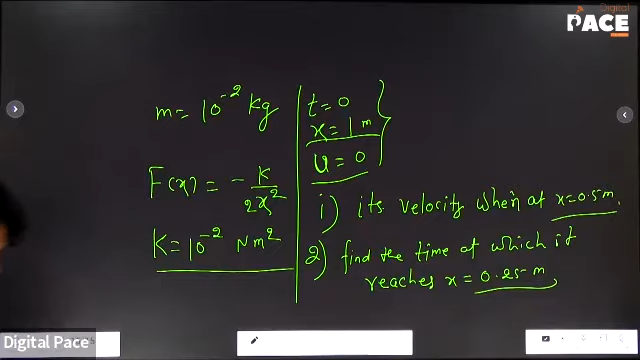 Digital
PACE
m = 10⁻² kg
F(x) = - k/2x²
K = 10⁻² Nm²
t = 0
x = 1 m
u = 0
i) its velocity when at x = 0.5 m.
2) find the time at which it
reaches x = 0.25 m.
Digital Pace